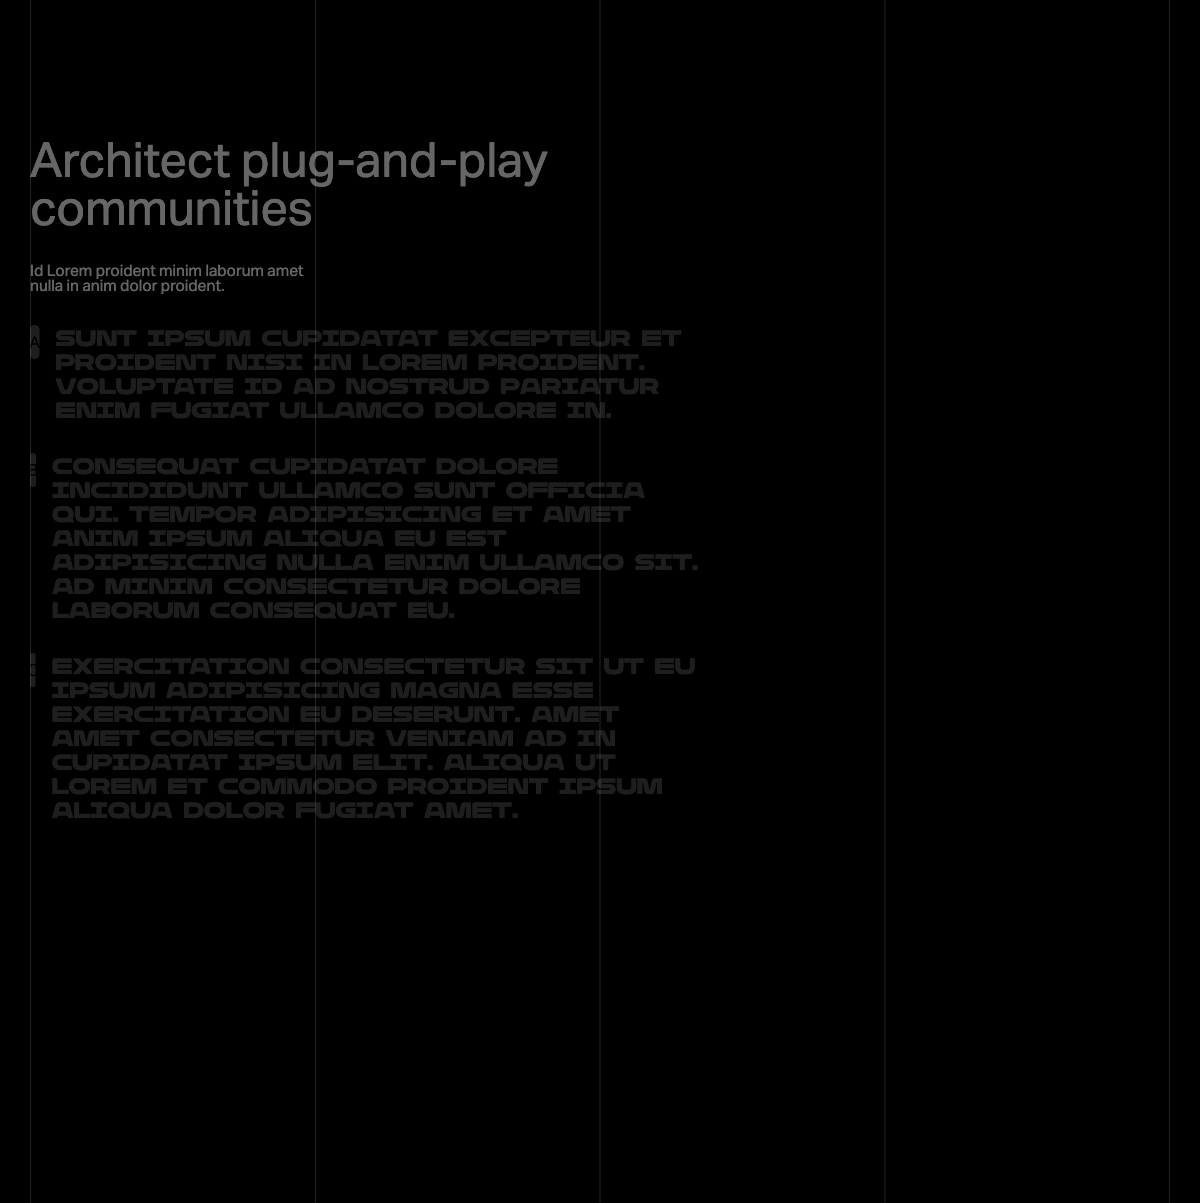 Architect plug-and-play
communities
Id Lorem proident minim laborum amet
nulla in anim dolor proident.
A
SUNT IPSUM CUPIDATAT EXCEPTEUR ET
PROIDENT NISI IN LOREM PROIDENT.
VOLUPTATE ID AD NOSTRUD PARIATUR
ENIM FUGIAT ULLAMCO DOLORE IN.
CONSEQUAT CUPIDATAT DOLORE
INCIDIDUNT ULLAMCO SUNT OFFICIA
QUI. TEMPOR ADIPISICING ET AMET
ANIM IPSUM ALIQUA EU EST
ADIPISICING NULLA ENIM ULLAMCO SIT.
AD MINIM CONSECTETUR DOLORE
LABORUM CONSEQUAT EU.
EXERCITATION CONSECTETUR SIT UT EU
IPSUM ADIPISICING MAGNA ESSE
EXERCITATION EU DESERUNT. AMET
AMET CONSECTETUR VENIAM AD IN
CUPIDATAT IPSUM ELIT. ALIQUA UT
LOREM ET COMMODO PROIDENT IPSUM
ALIQUA DOLOR FUGIAT AMET.